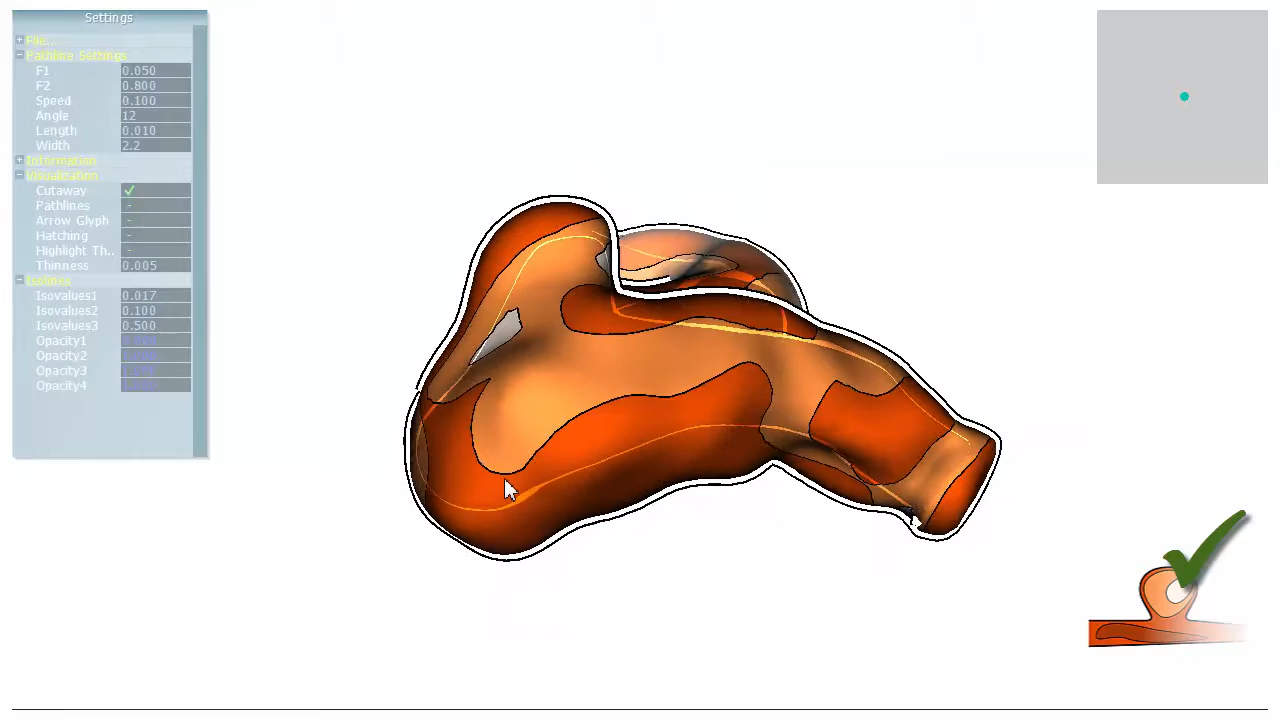 Settings
File...
Pathline Settings
F1 0.050
F2 0.800
Speed 0.100
Angle 12
Length 0.010
Width 2.2
Information
Visualization
Cutaway
Pathlines -
Arrow Glyph -
Hatching -
Highlight Th.. -
Thinness 0.005
Isolines
Isovalues1 0.017
Isovalues2 0.100
Isovalues3 0.500
Opacity1
Opacity2
Opacity3
Opacity4